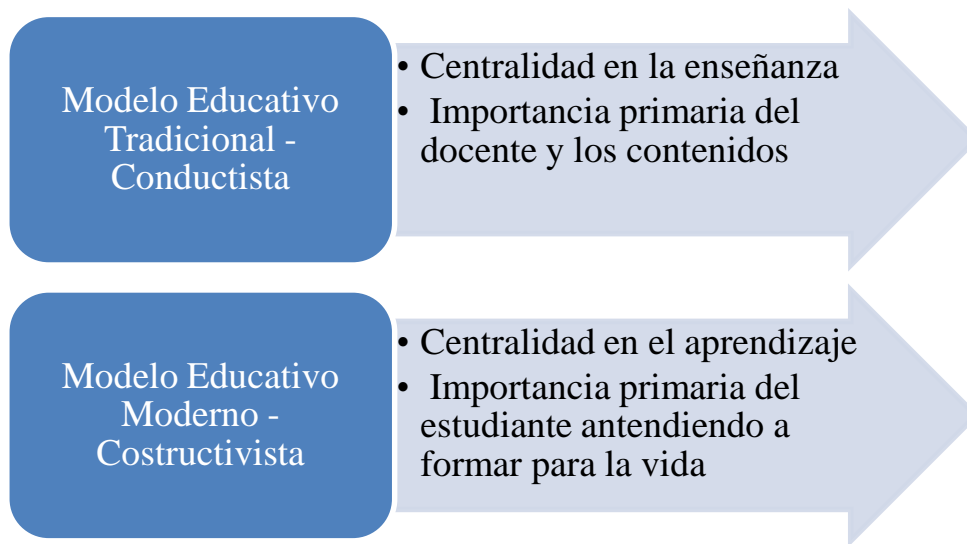 Modelo Educativo
Tradicional -
Conductista
• Centralidad en la enseñanza
• Importancia primaria del
docente y los contenidos
Modelo Educativo
Moderno -
Costructivista
• Centralidad en el aprendizaje
• Importancia primaria del
estudiante antendiendo a
formar para la vida